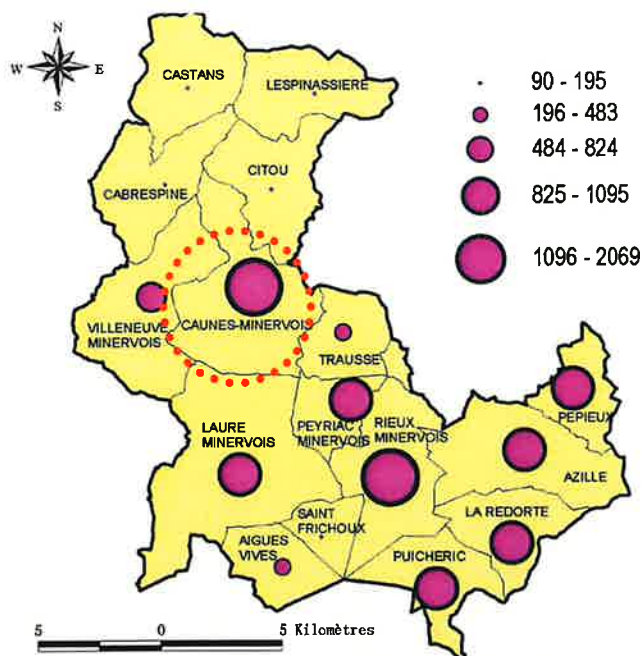 N
W E
S
CASTANS
LESPINASSIERE
90 - 195
196 - 483
484 - 824
825 - 1095
1096 - 2069
CITOU
CABRESPINE
VILLENEUVE
MINERVOIS
CAUNES-MINERVOIS
TRAUSSE
LAURE
MINERVOIS
PEYRIAC
MINERVOIS
RIEUX
MINERVOIS
PEPIEUX
AZILLE
SAINT
FRICHOUX
LA REDORTE
AIGUES
VIVES
PUICHERIC
5 0 5 Kilomètres